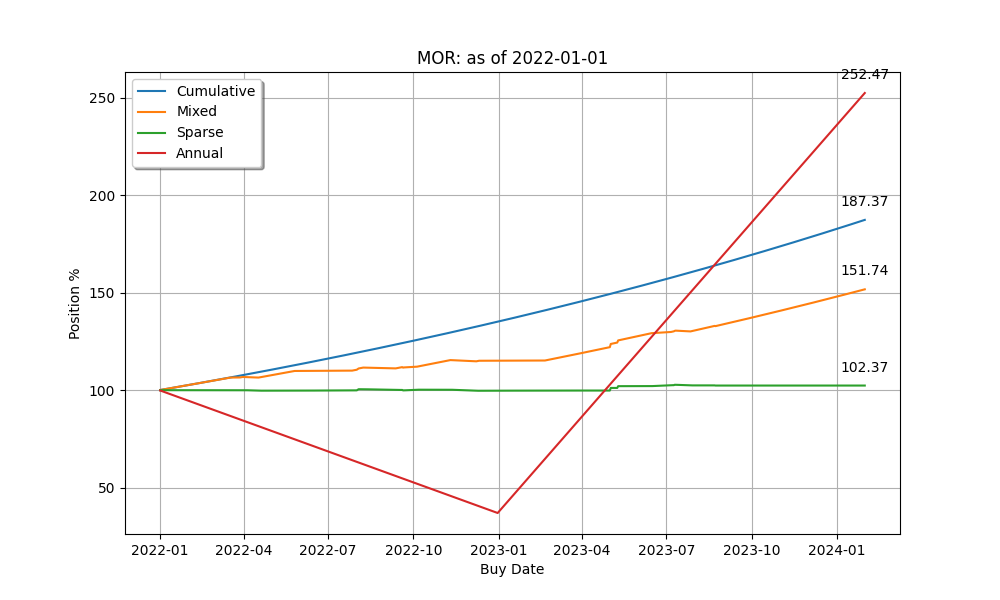 MOR: as of 2022-01-01
Cumulative
Mixed
Sparse
Annual
252.47
187.37
151.74
102.37
Position %
250
200
150
100
50
2022-01 2022-04 2022-07 2022-10 2023-01 2023-04 2023-07 2023-10 2024-01
Buy Date